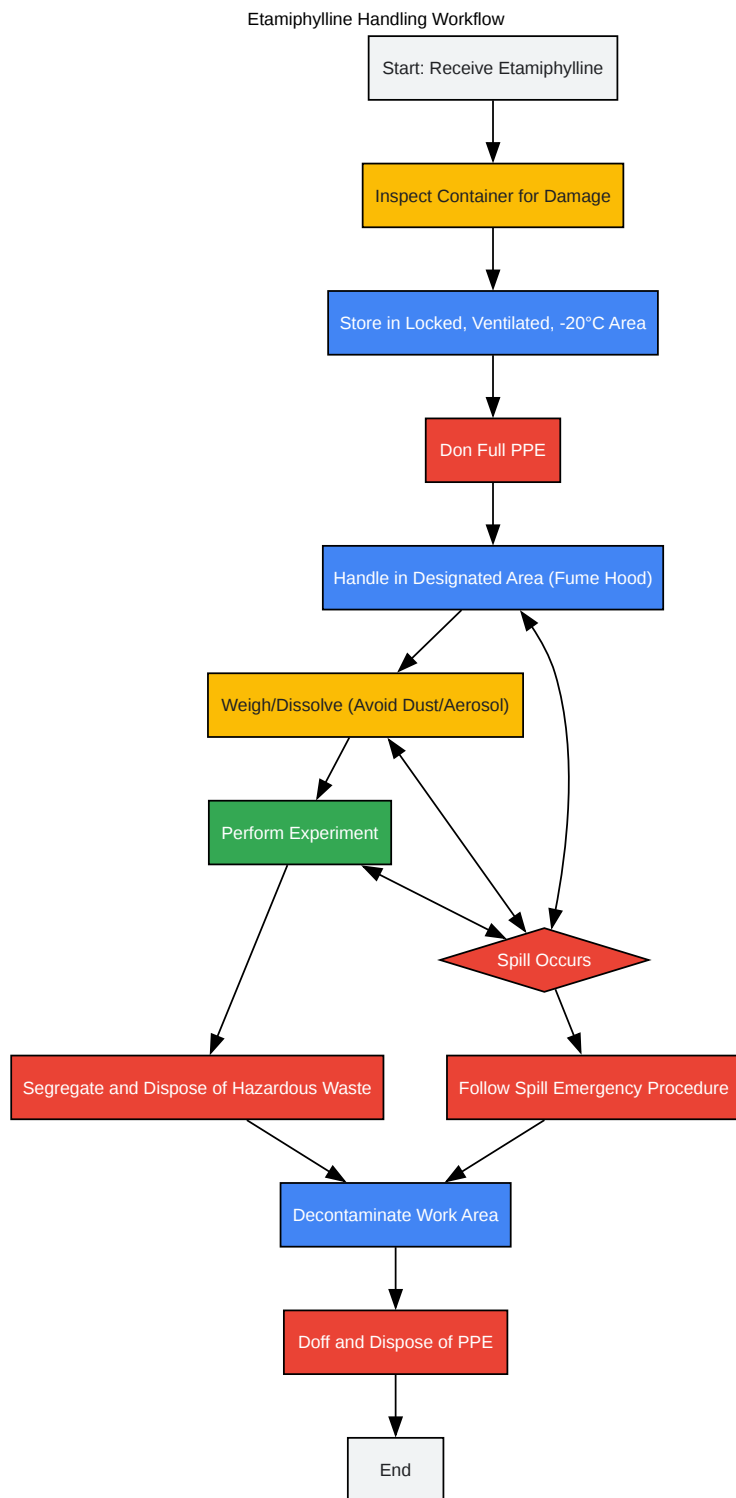 Etamiphylline Handling Workflow
Start: Receive Etamiphylline
Inspect Container for Damage
Store in Locked, Ventilated, -20°C Area
Don Full PPE
Handle in Designated Area (Fume Hood)
Weigh/Dissolve (Avoid Dust/Aerosol)
Perform Experiment
Spill Occurs
Segregate and Dispose of Hazardous Waste
Follow Spill Emergency Procedure
Decontaminate Work Area
Doff and Dispose of PPE
End